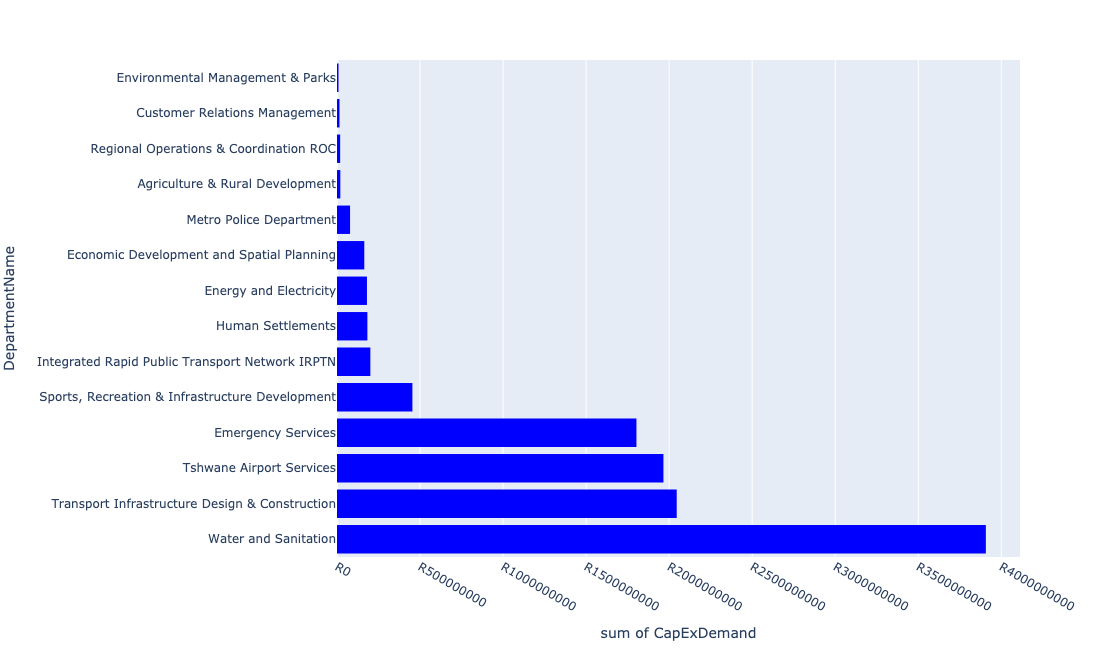 Environmental Management & Parks
Customer Relations Management
Regional Operations & Coordination ROC
Agriculture & Rural Development
Metro Police Department
Economic Development and Spatial Planning
Energy and Electricity
Human Settlements
Integrated Rapid Public Transport Network IRPTN
Sports, Recreation & Infrastructure Development
Emergency Services
Tshwane Airport Services
Transport Infrastructure Design & Construction
Water and Sanitation
DepartmentName
R0
R500000000
R1000000000
R1500000000
R2000000000
R2500000000
R3000000000
R3500000000
R4000000000
sum of CapExDemand